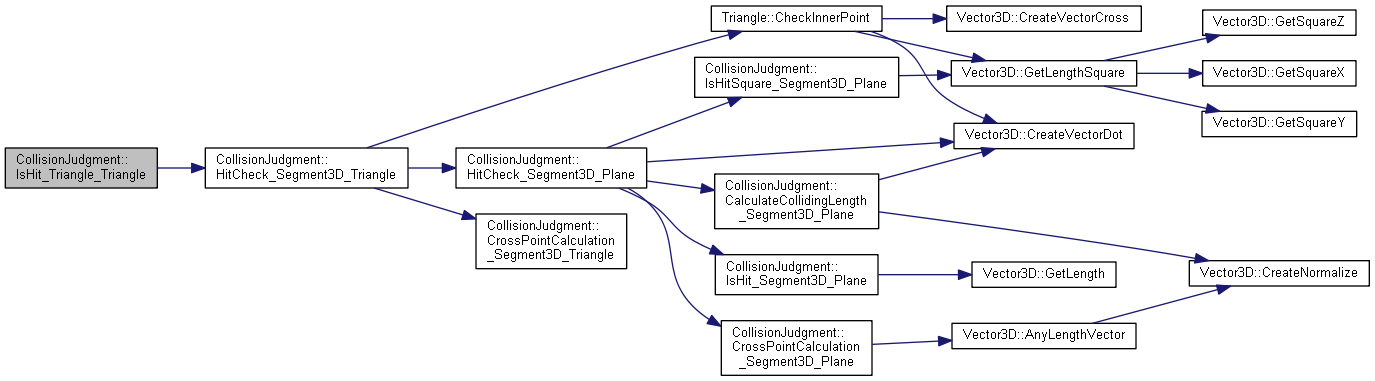 CollisionJudgment::
IsHit_Triangle_Triangle
CollisionJudgment::
HitCheck_Segment3D_Triangle
Triangle::CheckInnerPoint
CollisionJudgment::
HitCheck_Segment3D_Plane
CollisionJudgment::
CrossPointCalculation
_Segment3D_Triangle
CollisionJudgment::
IsHitSquare_Segment3D_Plane
CollisionJudgment::
CalculateCollidingLength
_Segment3D_Plane
CollisionJudgment::
IsHit_Segment3D_Plane
CollisionJudgment::
CrossPointCalculation
_Segment3D_Plane
Vector3D::CreateVectorCross
Vector3D::GetLengthSquare
Vector3D::CreateVectorDot
Vector3D::GetLength
Vector3D::AnyLengthVector
Vector3D::GetSquareZ
Vector3D::GetSquareX
Vector3D::GetSquareY
Vector3D::CreateNormalize